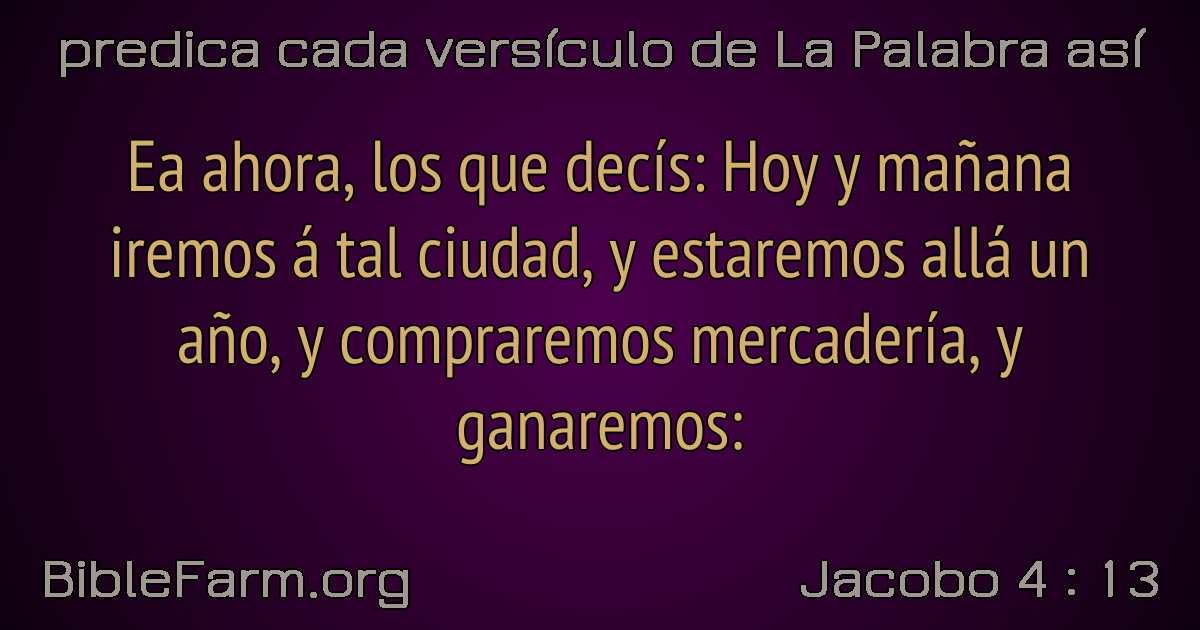 predica cada versículo de La Palabra así
Ea ahora, los que decís: Hoy y mañana
iremos á tal ciudad, y estaremos allá un
año, y compraremos mercadería, y
ganaremos:
BibleFarm.org
Jacobo 4 : 13